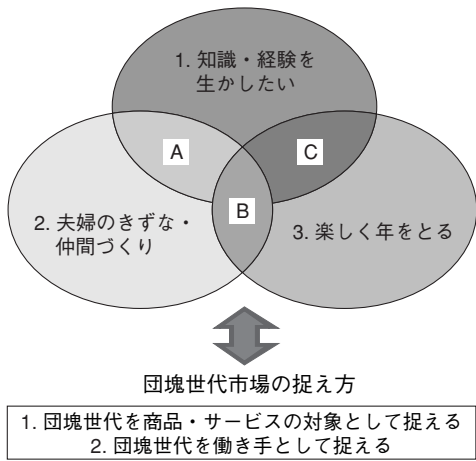 1. 知識・経験を
生かしたい
A
C
B
2. 夫婦のきずな・
仲間づくり
3. 楽しく年をとる
団塊世代市場の捉え方
1. 団塊世代を商品・サービスの対象として捉える
2. 団塊世代を働き手として捉える